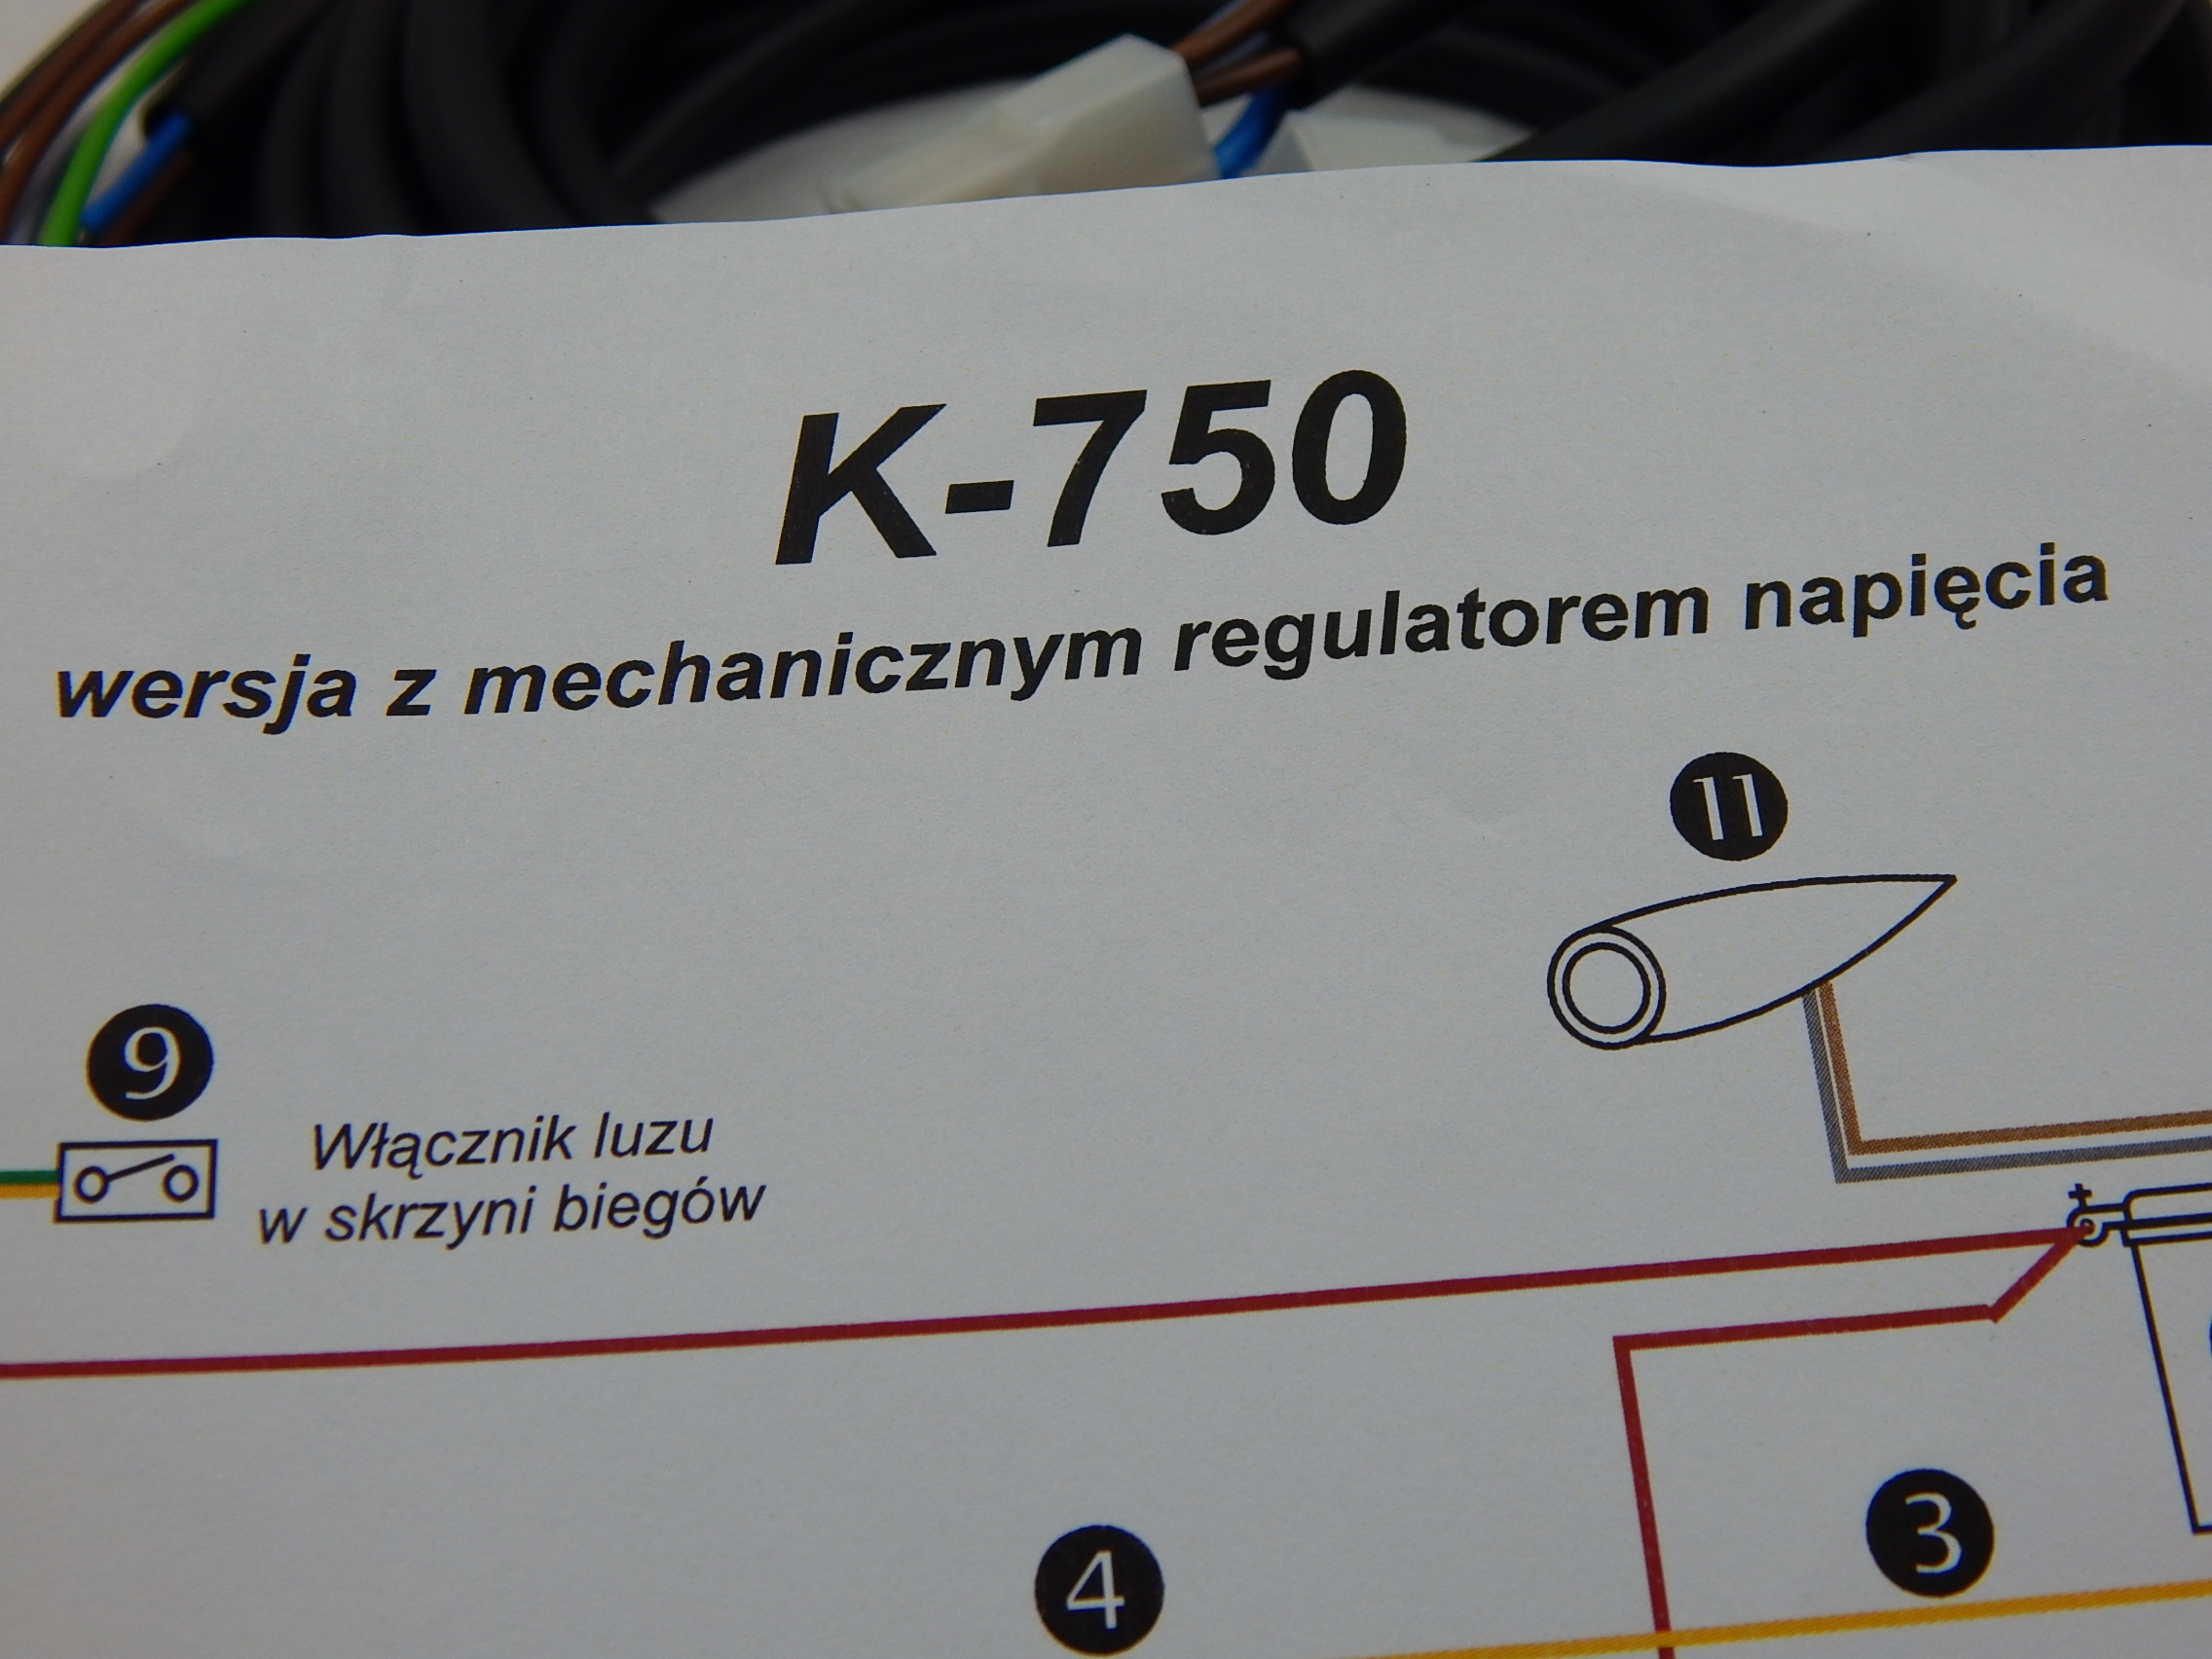 K-750
wersja z mechanicznym regulatorem napięcia
11
9
Włącznik luzu
w skrzyni biegów
+
3
4